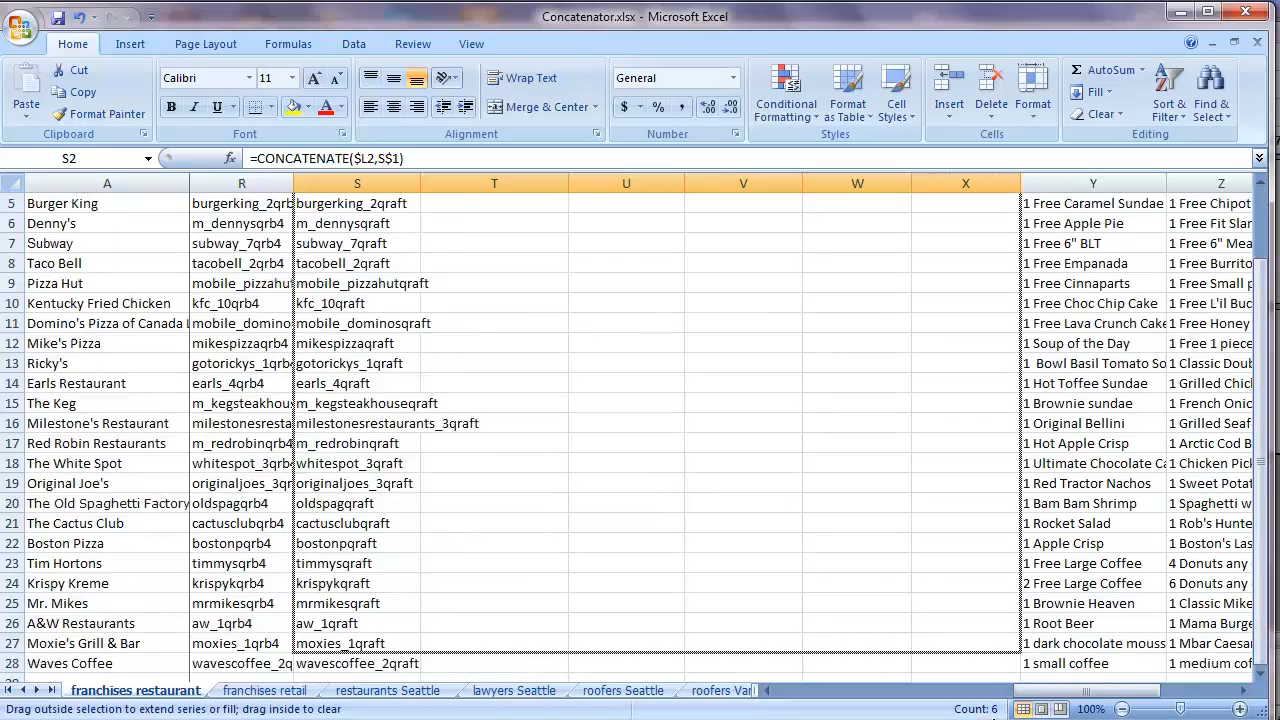 Concatenator.xlsx - Microsoft Excel
Home Insert Page Layout Formulas Data Review View
Paste Cut Copy Format Painter
Calibri 11 B I U A
Wrap Text Merge & Center
General $ % ,
Conditional Formatting Format as Table Cell Styles
Insert Delete Format
AutoSum Fill Clear Sort & Filter Find & Select
Clipboard Font Alignment Number Styles Cells Editing
S2 fx =CONCATENATE($L2,S$1)
A R S T U V W X Y Z
5 Burger King burgerking_2qrb burgerking_2qraft 1 Free Caramel Sundae 1 Free Chipot
6 Denny's m_dennysqrb4 m_dennysqraft 1 Free Apple Pie 1 Free Fit Slar
7 Subway subway_7qrb4 subway_7qraft 1 Free 6" BLT 1 Free 6" Mea
8 Taco Bell tacobell_2qrb4 tacobell_2qraft 1 Free Empanada 1 Free Burrito
9 Pizza Hut mobile_pizzahu mobile_pizzahutqraft 1 Free Cinnaparts 1 Free Small p
10 Kentucky Fried Chicken kfc_10qrb4 kfc_10qraft 1 Free Choc Chip Cake 1 Free L'il Buc
11 Domino's Pizza of Canada L mobile_domino mobile_dominosqraft 1 Free Lava Crunch Cake 1 Free Honey
12 Mike's Pizza mikespizzaqrb4 mikespizzaqraft 1 Soup of the Day 1 Free 1 piece
13 Ricky's gotorickys_1qrb gotorickys_1qraft 1 Bowl Basil Tomato So 1 Classic Doub
14 Earls Restaurant earls_4qrb4 earls_4qraft 1 Hot Toffee Sundae 1 Grilled Chic
15 The Keg m_kegsteakhous m_kegsteakhouseqraft 1 Brownie sundae 1 French Onic
16 Milestone's Restaurant milestonesresta milestonesrestaurants_3qraft 1 Original Bellini 1 Grilled Seaf
17 Red Robin Restaurants m_redrobinqrb4 m_redrobinqraft 1 Hot Apple Crisp 1 Arctic Cod B
18 The White Spot whitespot_3qrb whitespot_3qraft 1 Ultimate Chocolate Ca 1 Chicken Pick
19 Original Joe's originaljoes_3qr originaljoes_3qraft 1 Red Tractor Nachos 1 Sweet Potat
20 The Old Spaghetti Factory oldspagqrb4 oldspagqraft 1 Bam Bam Shrimp 1 Spaghetti w
21 The Cactus Club cactusclubqrb4 cactusclubqraft 1 Rocket Salad 1 Rob's Hunte
22 Boston Pizza bostonpqrb4 bostonpqraft 1 Apple Crisp 1 Boston's Las
23 Tim Hortons timmysqrb4 timmysqraft 1 Free Large Coffee 4 Donuts any
24 Krispy Kreme krispykqrb4 krispykqraft 2 Free Large Coffee 6 Donuts any
25 Mr. Mikes mrmikesqrb4 mrmikesqraft 1 Brownie Heaven 1 Classic Mike
26 A&W Restaurants aw_1qrb4 aw_1qraft 1 Root Beer 1 Mama Burge
27 Moxie's Grill & Bar moxies_1qrb4 moxies_1qraft 1 dark chocolate mouss 1 Mbar Caesar
28 Waves Coffee wavescoffee_2q wavescoffee_2qraft 1 small coffee 1 medium cof
franchises restaurant franchises retail restaurants Seattle lawyers Seattle roofers Seattle roofers Var
Drag outside selection to extend series or fill; drag inside to clear Count: 6 100%